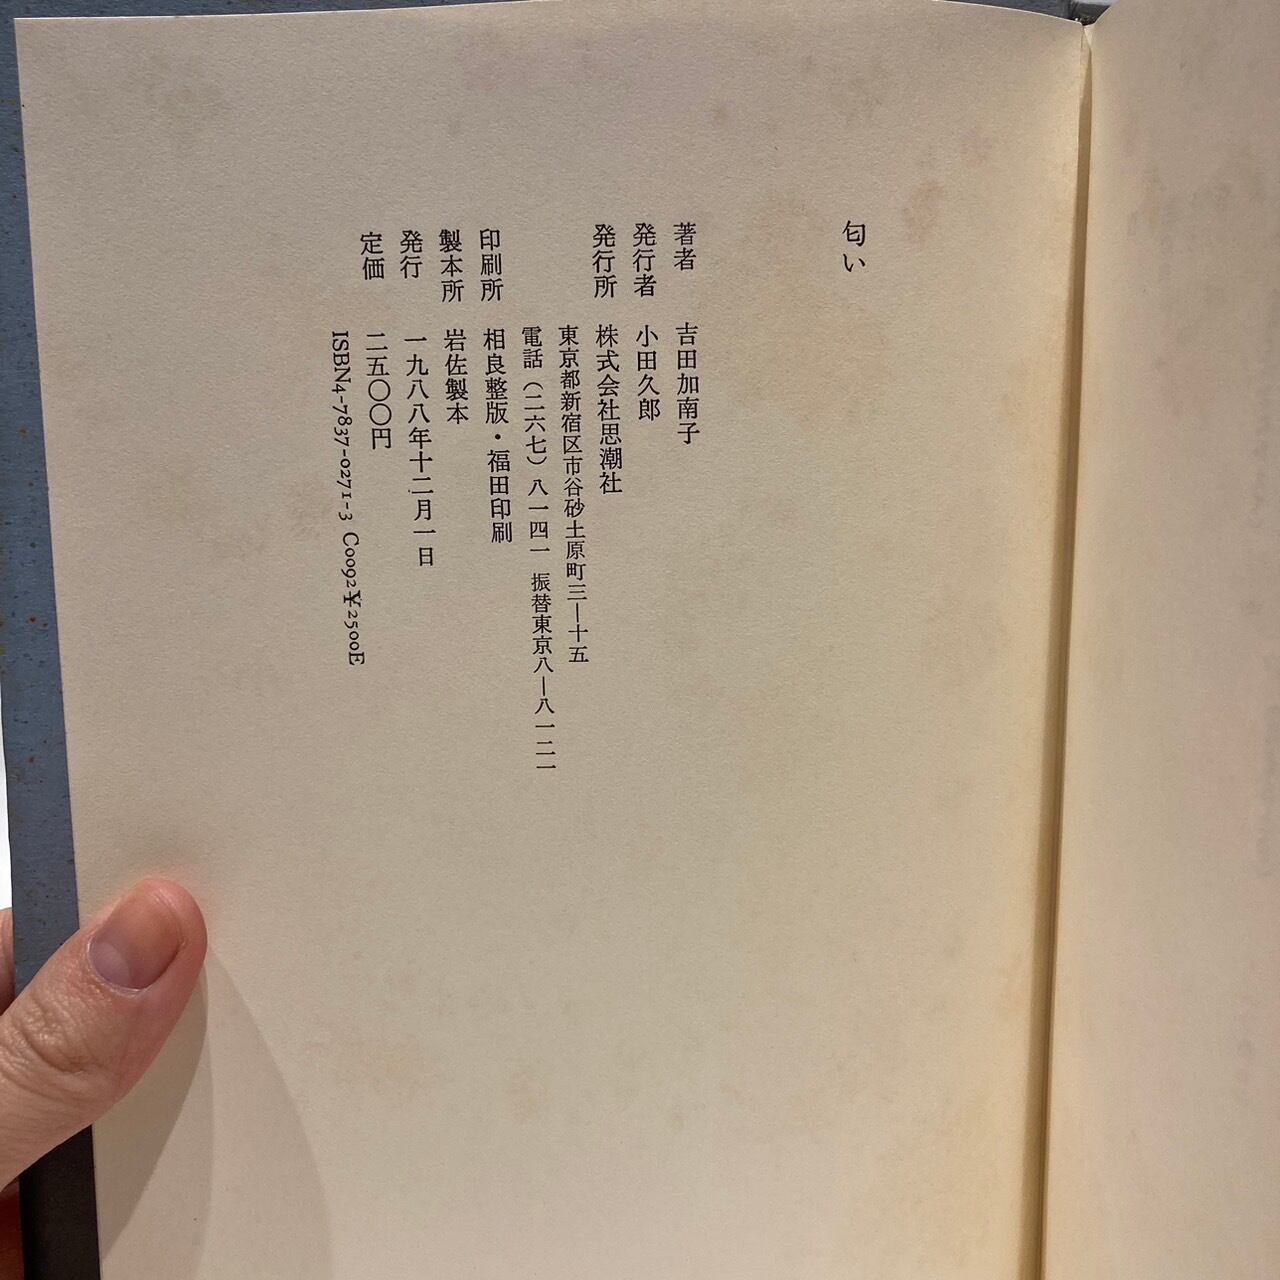 匂い
著者 吉田加南子
発行者 小田久郎
発行所 株式会社思潮社
東京都新宿区市谷砂土原町三—十五
電話(二六七)八一四一 振替東京八—八一二一
印刷所 相良整版・福田印刷
製本所 岩佐製本
発行 一九八八年十二月一日
定価 二五〇〇円
ISBN4-7837-0271-3 C0092¥2500E